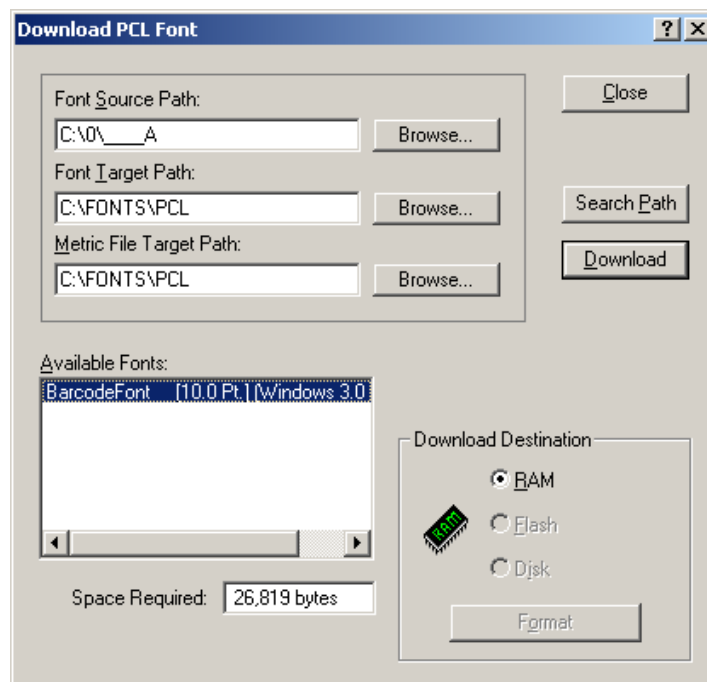 Download PCL Font
Font Source Path:
C:\0\____A
Browse...
Close
Font Target Path:
C:\FONTS\PCL
Browse...
Search Path
Metric File Target Path:
C:\FONTS\PCL
Browse...
Download
Available Fonts:
BarcodeFont [10.0 Pt.] (Windows 3.0
Space Required: 26,819 bytes
Download Destination
RAM
RAM
Flash
Disk
Format